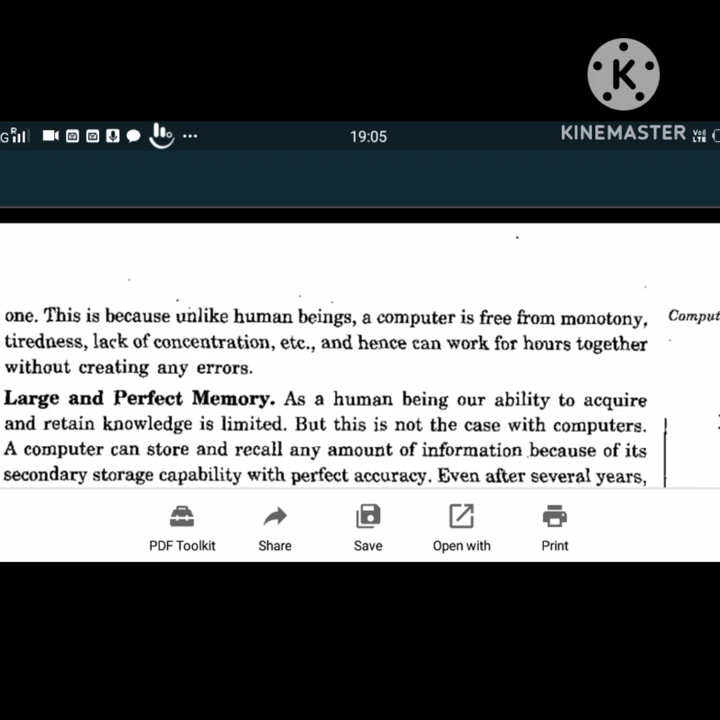 K
KINEMASTER
19:05
one. This is because unlike human beings, a computer is free from monotony,
tiredness, lack of concentration, etc., and hence can work for hours together
without creating any errors.
Large and Perfect Memory. As a human being our ability to acquire
and retain knowledge is limited. But this is not the case with computers.
A computer can store and recall any amount of information because of its
secondary storage capability with perfect accuracy. Even after several years,
Comput
PDF Toolkit
Share
Save
Open with
Print